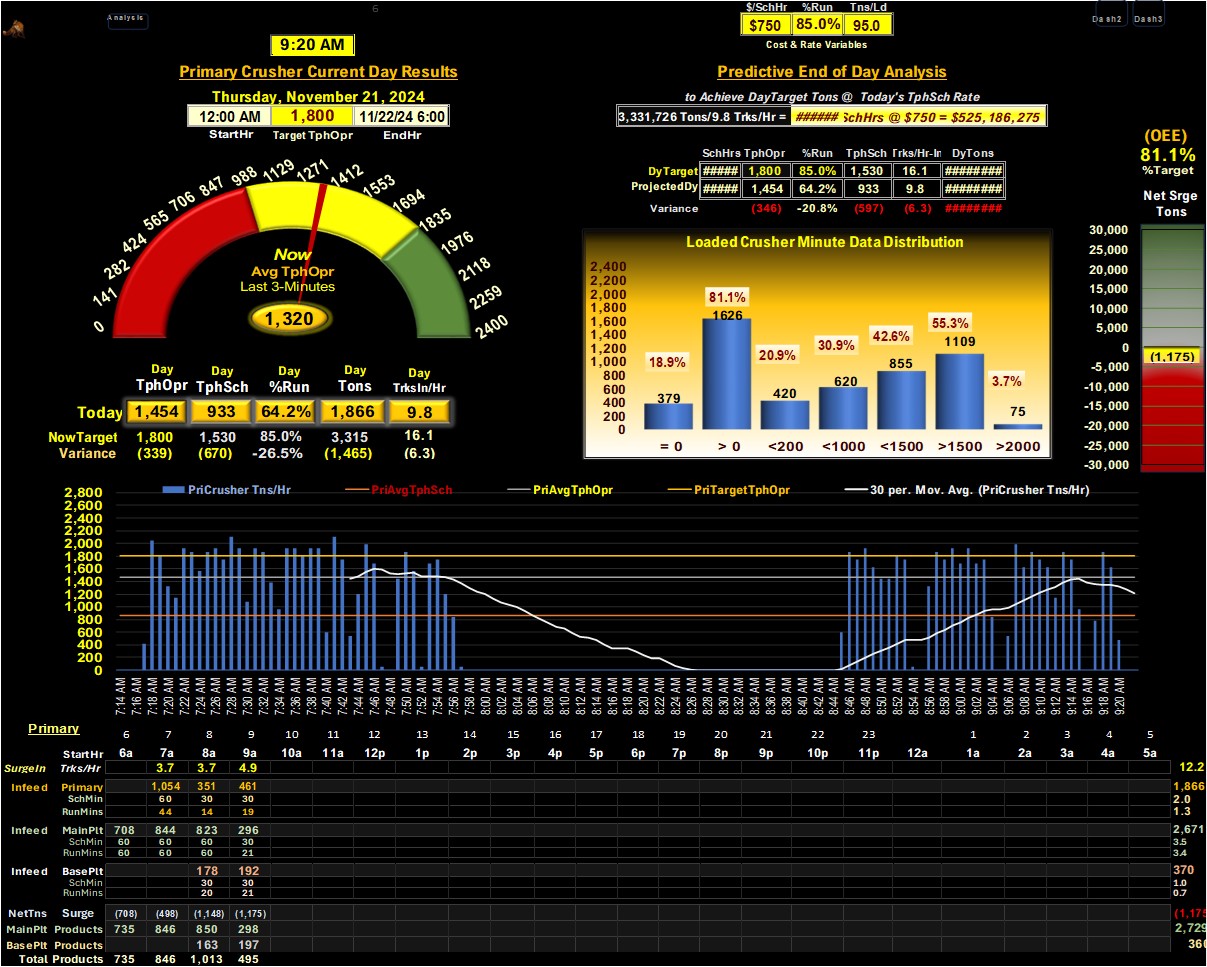 6
Analysis
$/SchHr %Run Tns/Ld
$750 85.0% 95.0
Cost & Rate Variables
Dash2 Dash3
9:20 AM
Primary Crusher Current Day Results
Thursday, November 21, 2024
12:00 AM 1,800 11/22/24 6:00
StartHr Target TphOpr EndHr
0 141 282 424 565 706 847 988 1129 1271 1412 1553 1694 1835 1976 2118 2259 2400
Now
Avg TphOpr
Last 3-Minutes
1,320
Day Day Day Day Day
TphOpr TphSch %Run Tons TrksIn/Hr
Today 1,454 933 64.2% 1,866 9.8
NowTarget 1,800 1,530 85.0% 3,315 16.1
Variance (339) (670) -26.5% (1,465) (6.3)
Predictive End of Day Analysis
to Achieve DayTarget Tons @ Today's TphSch Rate
3,331,726 Tons/9.8 Trks/Hr = ###### SchHrs @ $750 = $525,186,275
SchHrs TphOpr %Run TphSch Trks/Hr-In DyTons
DyTarget ##### 1,800 85.0% 1,530 16.1 ########
ProjectedDy ##### 1,454 64.2% 933 9.8 ########
Variance (346) -20.8% (597) (6.3) ########
(OEE)
81.1%
%Target
Net Srge
Tons
30,000
25,000
20,000
15,000
10,000
5,000
0
(1,175)
-5,000
-10,000
-15,000
-20,000
-25,000
-30,000
Loaded Crusher Minute Data Distribution
2,400
2,200
2,000
1,800
1,600
1,400
1,200
1,000
800
600
400
200
0
18.9% 81.1% 20.9% 30.9% 42.6% 55.3% 3.7%
379 1626 420 620 855 1109 75
= 0 > 0 <200 <1000 <1500 >1500 >2000
PriCrusher Tns/Hr PriAvgTphSch PriAvgTphOpr PriTargetTphOpr 30 per. Mov. Avg. (PriCrusher Tns/Hr)
2,800
2,600
2,400
2,200
2,000
1,800
1,600
1,400
1,200
1,000
800
600
400
200
0
7:14 AM 7:16 AM 7:18 AM 7:20 AM 7:22 AM 7:24 AM 7:26 AM 7:28 AM 7:30 AM 7:32 AM 7:34 AM 7:36 AM 7:38 AM 7:40 AM 7:42 AM 7:44 AM 7:46 AM 7:48 AM 7:50 AM 7:52 AM 7:54 AM 7:56 AM 7:58 AM 8:00 AM 8:02 AM 8:04 AM 8:06 AM 8:08 AM 8:10 AM 8:12 AM 8:14 AM 8:16 AM 8:18 AM 8:20 AM 8:22 AM 8:24 AM 8:26 AM 8:28 AM 8:30 AM 8:32 AM 8:34 AM 8:36 AM 8:38 AM 8:40 AM 8:42 AM 8:44 AM 8:46 AM 8:48 AM 8:50 AM 8:52 AM 8:54 AM 8:56 AM 8:58 AM 9:00 AM 9:02 AM 9:04 AM 9:06 AM 9:08 AM 9:10 AM 9:12 AM 9:14 AM 9:16 AM 9:18 AM 9:20 AM
Primary 6 7 8 9 10 11 12 13 14 15 16 17 18 19 20 21 22 23 1 2 3 4 5
StartHr 6a 7a 8a 9a 10a 11a 12p 1p 2p 3p 4p 5p 6p 7p 8p 9p 10p 11p 12a 1a 2a 3a 4a 5a
SurgeIn Trks/Hr 3.7 3.7 4.9 12.2
Infeed Primary 1,054 351 461 1,866
SchMin 60 30 30 2.0
RunMins 44 14 19 1.3
Infeed MainPlt 708 844 823 296 2,671
SchMin 60 60 60 30 3.5
RunMins 60 60 60 21 3.4
Infeed BasePlt 178 192 370
SchMin 30 30 1.0
RunMins 20 21 0.7
NetTns Surge (708) (498) (1,148) (1,175) (1,175
MainPlt Products 735 846 850 298 2,729
BasePlt Products 163 197 360
Total Products 735 846 1,013 495